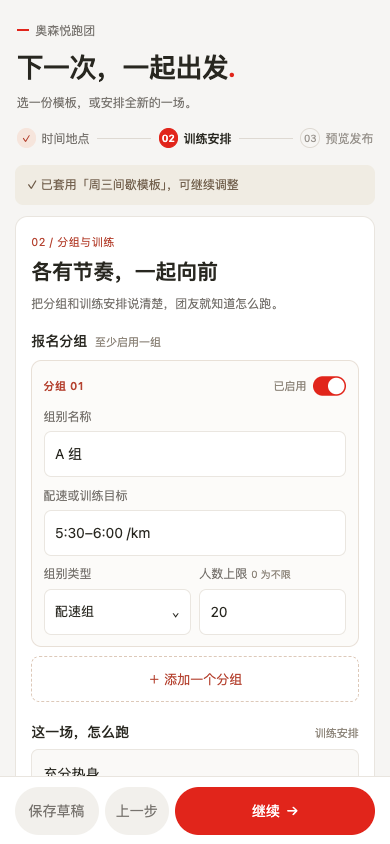 奥森悦跑团
下一次，一起出发.
选一份模板，或安排全新的一场。
✓ 时间地点 02 训练安排 03 预览发布
✓ 已套用「周三间歇模板」，可继续调整
02 / 分组与训练
各有节奏，一起向前
把分组和训练安排说清楚，团友就知道怎么跑。
报名分组 至少启用一组
分组 01 已启用
组别名称
A 组
配速或训练目标
5:30–6:00 /km
组别类型 人数上限 0 为不限
配速组 20
+ 添加一个分组
这一场，怎么跑 训练安排
充分热身
保存草稿 上一步 继续 →